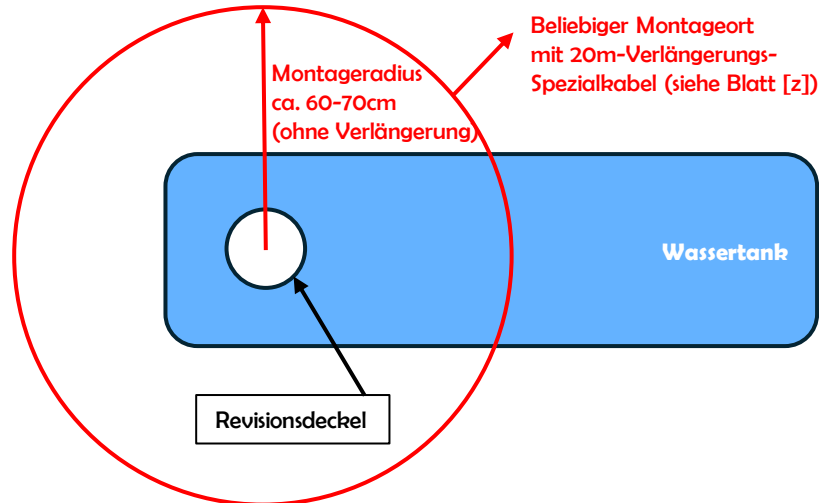 Beliebiger Montageort
mit 20m-Verlängerungs-
Spezialkabel (siehe Blatt [z])
Montageradius
ca. 60-70cm
(ohne Verlängerung)
Wassertank
Revisionsdeckel